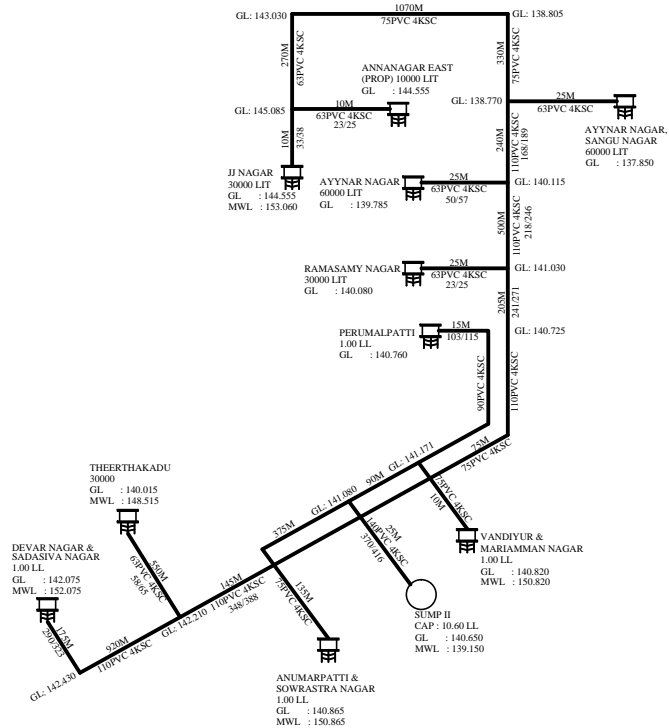 1070M
75PVC 4KSC
GL: 143.030
GL: 138.805
270M
63PVC 4KSC
330M
75PVC 4KSC
ANNANAGAR EAST
(PROP) 10000 LIT
GL : 144.555
GL: 145.085
10M
63PVC 4KSC
23/25
GL: 138.770
25M
63PVC 4KSC
AYYNAR NAGAR,
SANGU NAGAR
60000 LIT
GL : 137.850
10M
33/38
240M
110PVC 4KSC
168/189
JJ NAGAR
30000 LIT
GL : 144.555
MWL : 153.060
AYYNAR NAGAR
60000 LIT
GL : 139.785
25M
63PVC 4KSC
50/57
GL: 140.115
500M
110PVC 4KSC
218/246
RAMASAMY NAGAR
30000 LIT
GL : 140.080
25M
63PVC 4KSC
23/25
GL: 141.030
205M
241/271
PERUMALPATTI
1.00 LL
GL : 140.760
15M
103/115
GL: 140.725
90PVC 4KSC
110PVC 4KSC
75M
75PVC 4KSC
GL: 141.171
90M
GL: 141.080
375M
75PVC 4KSC
10M
VANDIYUR &
MARIAMMAN NAGAR
1.00 LL
GL : 140.820
MWL : 150.820
25M
140PVC 4KSC
370/416
SUMP II
CAP : 10.60 LL
GL : 140.650
MWL : 139.150
THEERTHAKADU
30000
GL : 140.015
MWL : 148.515
550M
63PVC 4KSC
58/65
145M
110PVC 4KSC
348/388
135M
75PVC 4KSC
ANUMARPATTI &
SOWRASTRA NAGAR
1.00 LL
GL : 140.865
MWL : 150.865
DEVAR NAGAR &
SADASIVA NAGAR
1.00 LL
GL : 142.075
MWL : 152.075
175M
290/323
GL: 142.210
920M
110PVC 4KSC
GL: 142.430